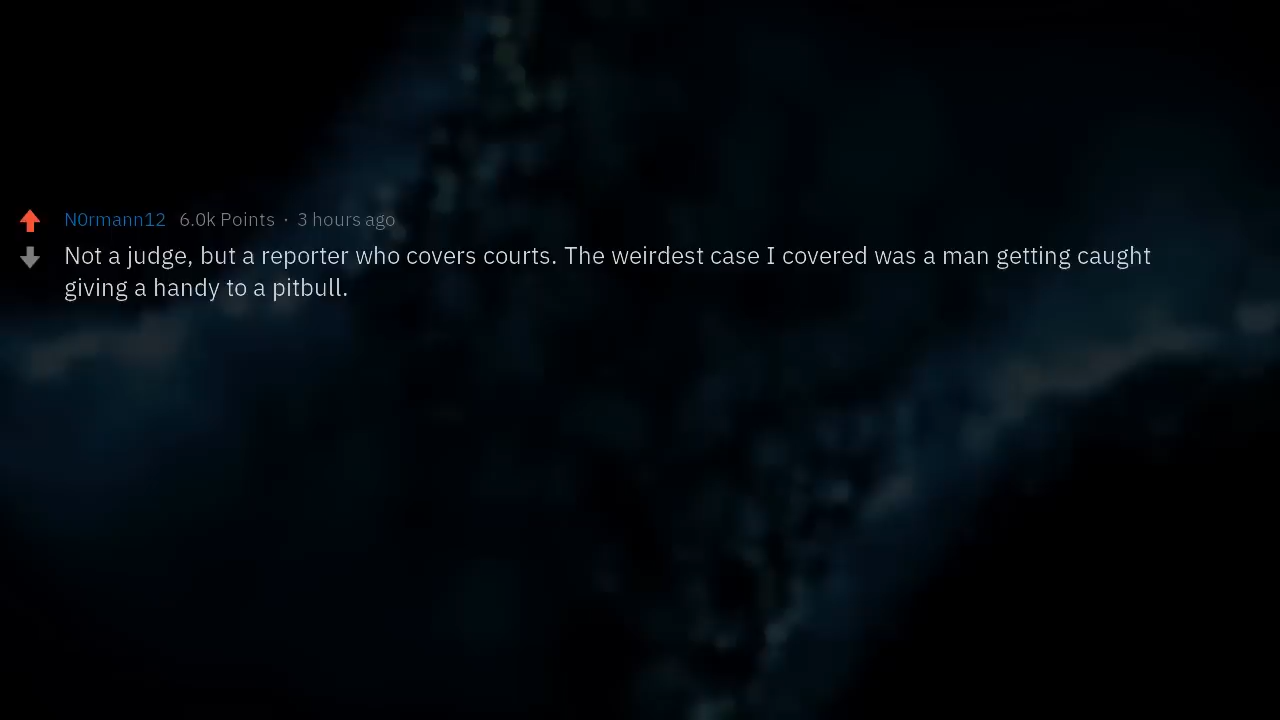 N0rmann12 6.0k Points · 3 hours ago
Not a judge, but a reporter who covers courts. The weirdest case I covered was a man getting caught
giving a handy to a pitbull.